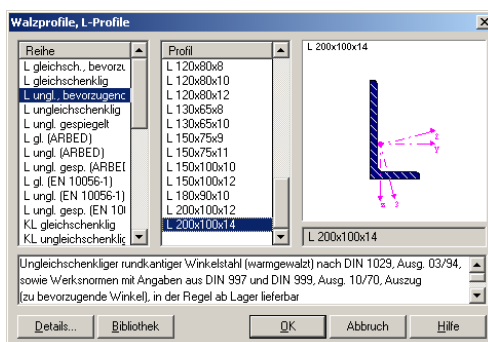 Walzprofile, L-Profile
Reihe
L gleichsch., bevorzu
L gleichschenklig
L ungl., bevorzugenc
L ungleichschenklig
L ungl. gespiegelt
L gl. (ARBED)
L ungl. (ARBED)
L ungl. gesp. (ARBEI
L gl. (EN 10056-1)
L ungl. (EN 10056-1)
L ungl. gesp. (EN 10(
KL gleichschenklig
KL ungleichschenklig
Profil
L 120x80x8
L 120x80x10
L 120x80x12
L 130x65x8
L 130x65x10
L 150x75x9
L 150x75x11
L 150x100x10
L 150x100x12
L 180x90x10
L 200x100x12
L 200x100x14
L 200x100x14
y
z
L 200x100x14
Ungleichschenkliger rundkantiger Winkelstahl (warmgewalzt) nach DIN 1029, Ausg. 03/94,
sowie Werksnormen mit Angaben aus DIN 997 und DIN 999, Ausg. 10/70, Auszug
(zu bevorzugende Winkel), in der Regel ab Lager lieferbar
Details...
Bibliothek
OK
Abbruch
Hilfe